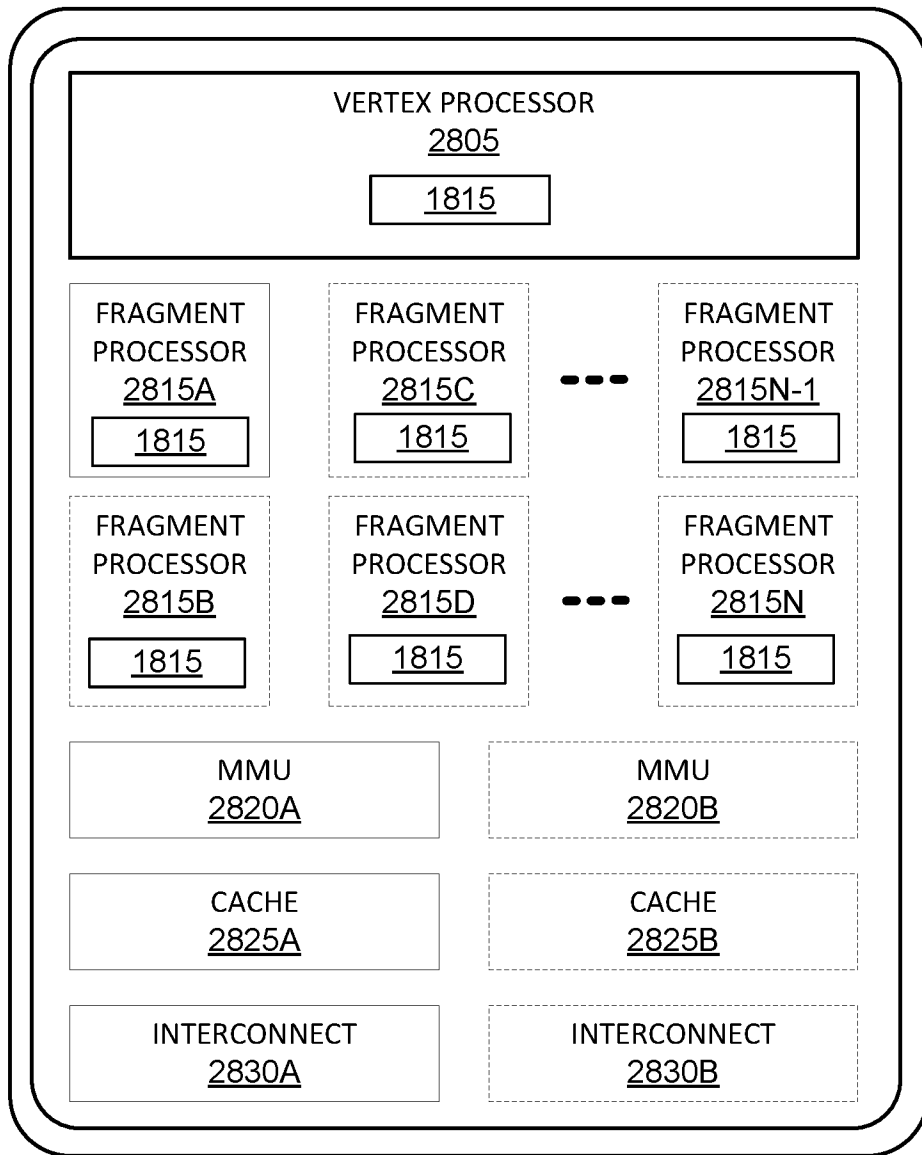 VERTEX PROCESSOR
2805
1815
FRAGMENT
PROCESSOR
2815A
1815
FRAGMENT
PROCESSOR
2815C
1815
FRAGMENT
PROCESSOR
2815N-1
1815
FRAGMENT
PROCESSOR
2815B
1815
FRAGMENT
PROCESSOR
2815D
1815
FRAGMENT
PROCESSOR
2815N
1815
MMU
2820A
MMU
2820B
CACHE
2825A
CACHE
2825B
INTERCONNECT
2830A
INTERCONNECT
2830B